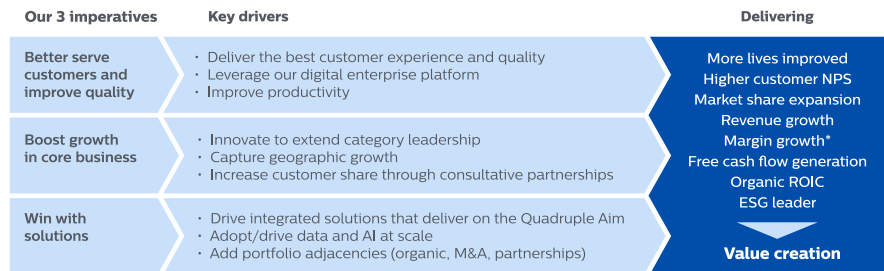 Our 3 imperatives
Key drivers
Delivering
Better serve
customers and
improve quality
· Deliver the best customer experience and quality
· Leverage our digital enterprise platform
· Improve productivity
Boost growth
in core business
· Innovate to extend category leadership
· Capture geographic growth
· Increase customer share through consultative partnerships
Win with
solutions
· Drive integrated solutions that deliver on the Quadruple Aim
· Adopt/drive data and AI at scale
· Add portfolio adjacencies (organic, M&A, partnerships)
More lives improved
Higher customer NPS
Market share expansion
Revenue growth
Margin growth*
Free cash flow generation
Organic ROIC
ESG leader
Value creation